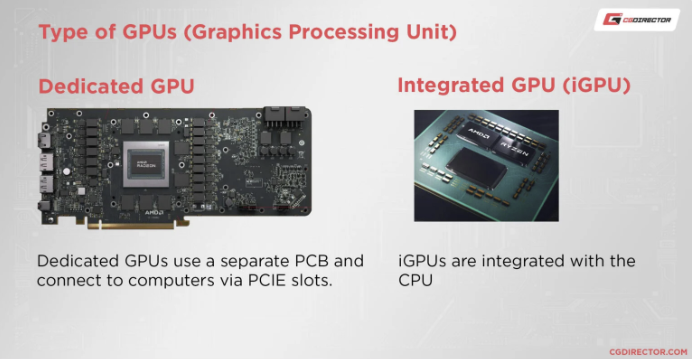 CGDIRECTOR
Type of GPUs (Graphics Processing Unit)
Dedicated GPU
Integrated GPU (iGPU)
AMD
RADEON
AMD
AMD
RYZEN
Dedicated GPUs use a separate PCB and
connect to computers via PCIE slots.
iGPUs are integrated with the
CPU
CGDIRECTOR.COM